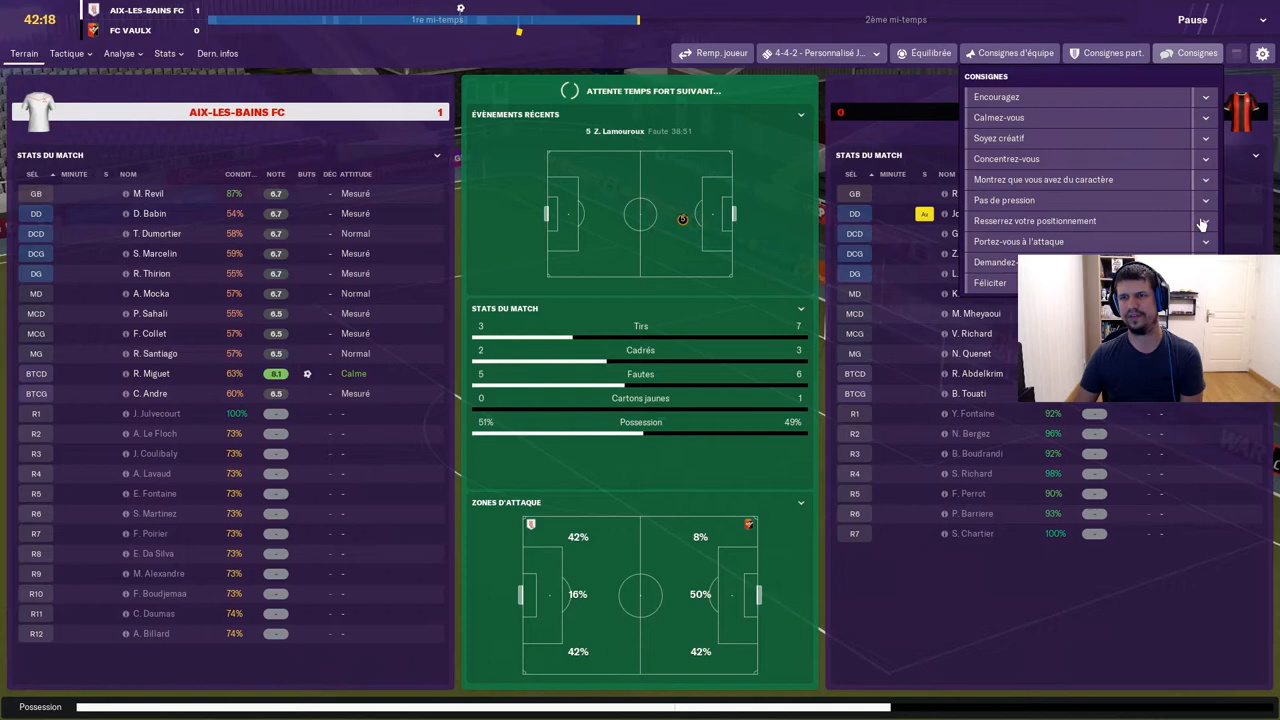 42:18
AIX-LES-BAINS FC 1
FC VAULX 0
1re mi-temps
2ème mi-temps
Pause
Terrain Tactique Analyse Stats Dern. infos
Remp. joueur 4-4-2 - Personnalisé J... Équilibrée Consignes d'équipe Consignes part. Consignes
CONSIGNES
Encouragez
Calmez-vous
Soyez créatif
Concentrez-vous
Montrez que vous avez du caractère
Pas de pression
Resserrez votre positionnement
Portez-vous à l'attaque
Demandez-
Féliciter
AIX-LES-BAINS FC 1
STATS DU MATCH
SÉL MINUTE S NOM CONDIT... NOTE BUTS DÉC ATTITUDE
GB M. Revil 87% 6.7 - Mesuré
DD D. Babin 54% 6.7 - Mesuré
DCD T. Dumortier 58% 6.7 - Normal
DCG S. Marcelin 59% 6.7 - Mesuré
DG R. Thirion 55% 6.7 - Mesuré
MD A. Mocka 57% 6.7 - Normal
MCD P. Sahali 55% 6.5 - Mesuré
MCG F. Collet 57% 6.5 - Mesuré
MG R. Santiago 57% 6.5 - Normal
BTCD R. Miguet 63% 8.1 - Calme
BTCG C. Andre 60% 6.5 - Mesuré
R1 J. Julvecourt 100% - - -
R2 A. Le Floch 73% - - -
R3 J. Coulibaly 73% - - -
R4 A. Lavaud 73% - - -
R5 E. Fontaine 73% - - -
R6 S. Martinez 73% - - -
R7 F. Poirier 73% - - -
R8 E. Da Silva 73% - - -
R9 M. Alexandre 73% - - -
R10 F. Boudjemaa 73% - - -
R11 C. Daumas 74% - - -
R12 A. Billard 74% - - -
ATTENTE TEMPS FORT SUIVANT...
ÉVÈNEMENTS RÉCENTS
5 Z. Lamouroux Faute 38:51
5
STATS DU MATCH
3 Tirs 7
2 Cadrés 3
5 Fautes 6
0 Cartons jaunes 1
51% Possession 49%
ZONES D'ATTAQUE
42% 8%
16% 50%
42% 42%
0
STATS DU MATCH
SÉL MINUTE S NOM
GB R
DD Av Jo
DCD G.
DCG Z.
DG L.
MD K.
MCD M. Mheyaoui
MCG V. Richard
MG N. Quenet
BTCD R. Abdelkrim
BTCG B. Touati
R1 Y. Fontaine 92% - -
R2 N. Bergez 96% - -
R3 B. Boudrandi 92% - -
R4 S. Richard 98% - -
R5 F. Perrot 90% - -
R6 P. Barriere 93% - -
R7 S. Chartier 100% - -
Possession